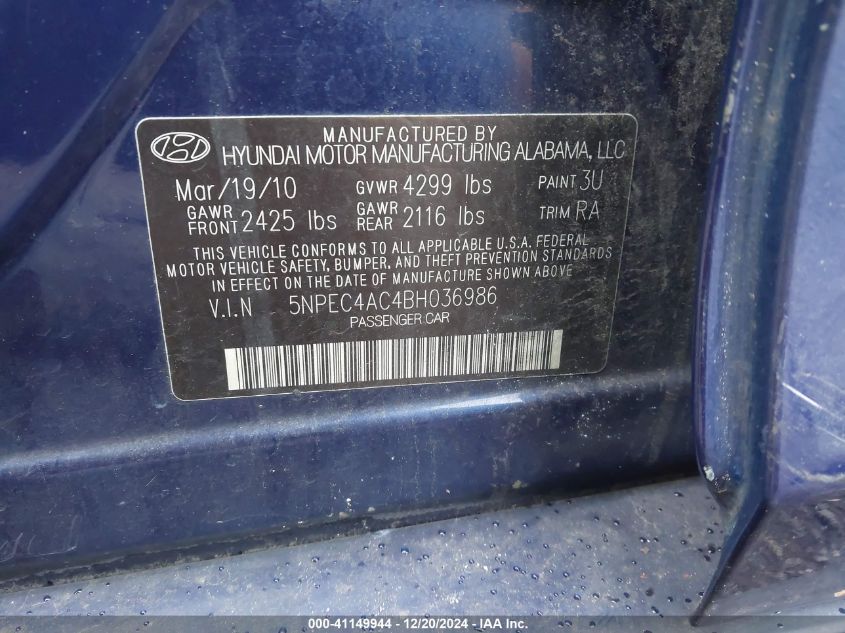 MANUFACTURED BY
HYUNDAI MOTOR MANUFACTURING ALABAMA, LLC
Mar/19/10 GVWR 4299 lbs PAINT 3U
GAWR FRONT 2425 lbs GAWR REAR 2116 lbs TRIM RA
THIS VEHICLE CONFORMS TO ALL APPLICABLE U.S.A. FEDERAL
MOTOR VEHICLE SAFETY, BUMPER, AND THEFT PREVENTION STANDARDS
IN EFFECT ON THE DATE OF MANUFACTURE SHOWN ABOVE
V.I.N 5NPEC4AC4BH036986
PASSENGER CAR
000-41149944 - 12/20/2024 - IAA Inc.